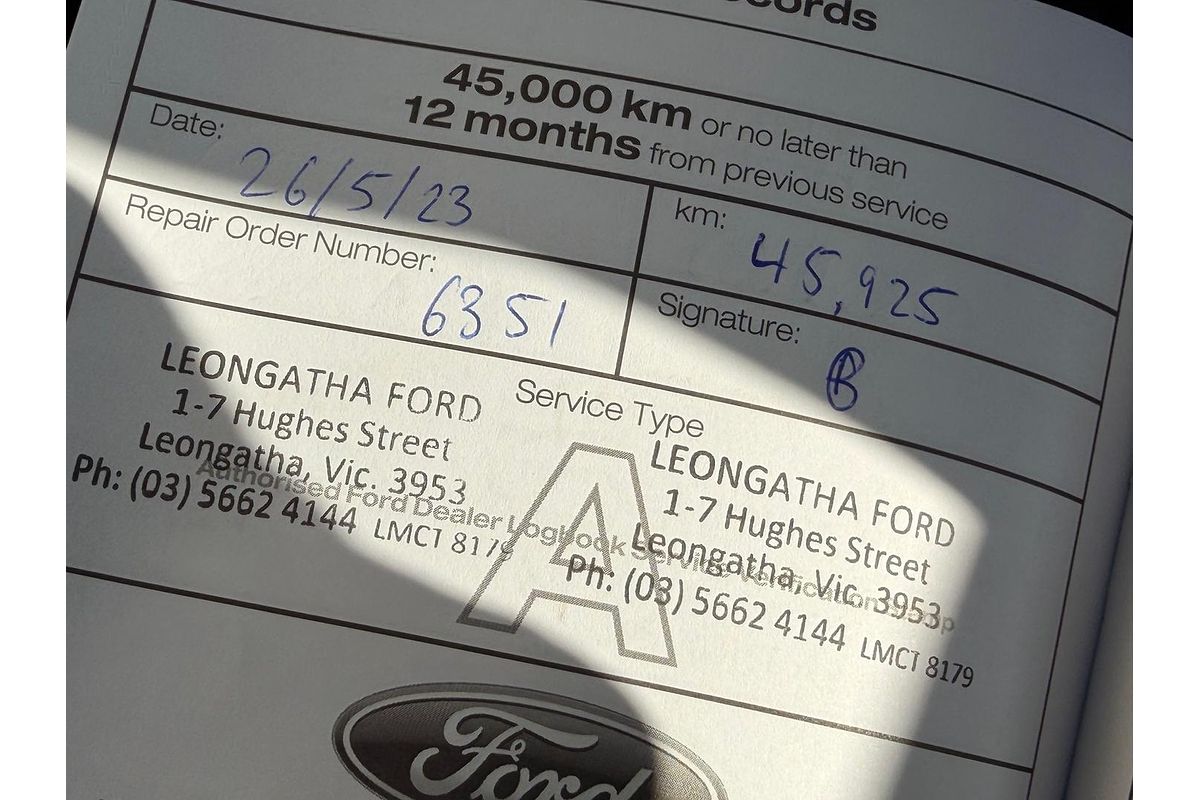 45,000 km or no later than
12 months from previous service
Date: 26/5/23
km: 45,925
Repair Order Number: 6351
Signature: B
Service Type
A
Authorised Ford Dealer Logbook Service Verification Stamp
LEONGATHA FORD
1-7 Hughes Street
Leongatha, Vic. 3953
Ph: (03) 5662 4144 LMCT 8179
LEONGATHA FORD
1-7 Hughes Street
Leongatha, Vic. 3953
Ph: (03) 5662 4144 LMCT 8179
Ford